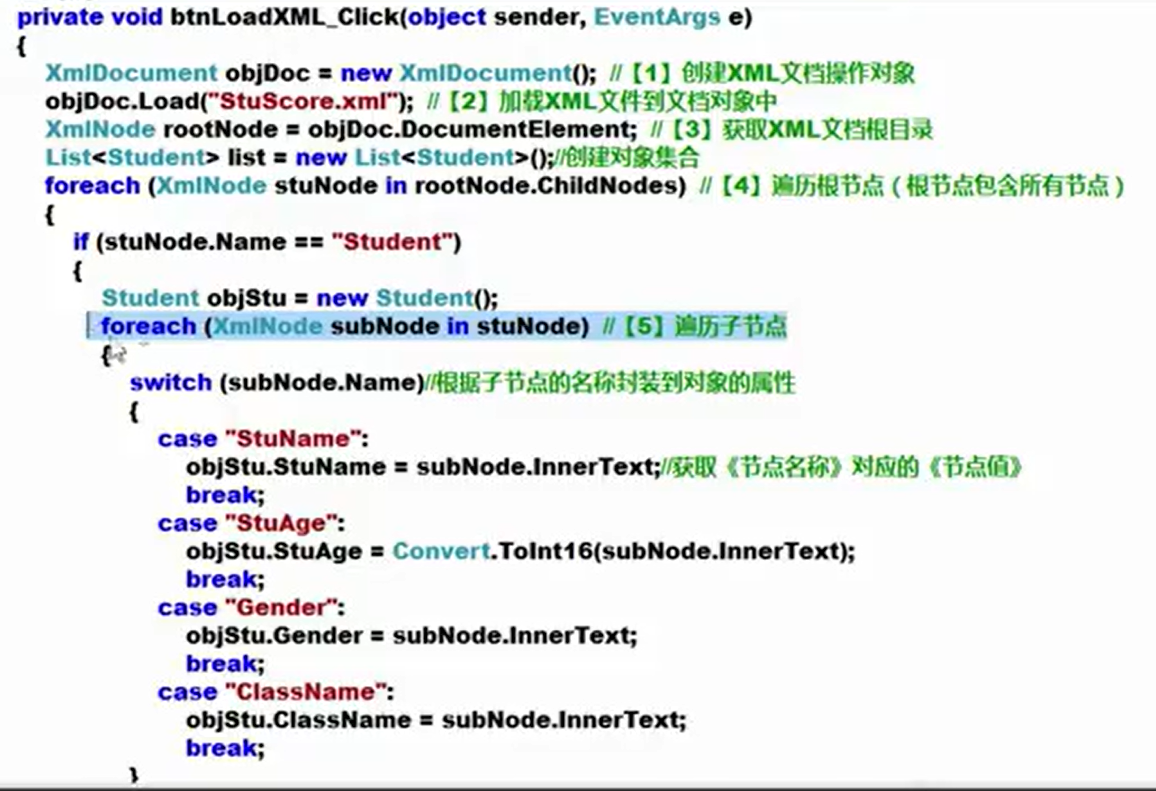 private void btnLoadXML_Click(object sender, EventArgs e)
{
XmlDocument objDoc = new XmlDocument(); //【1】创建XML文档操作对象
objDoc.Load("StuScore.xml"); //【2】加载XML文件到文档对象中
XmlNode rootNode = objDoc.DocumentElement; //【3】获取XML文档根目录
List<Student> list = new List<Student>();//创建对象集合
foreach (XmlNode stuNode in rootNode.ChildNodes) //【4】遍历根节点(根节点包含所有节点)
{
if (stuNode.Name == "Student")
{
Student objStu = new Student();
foreach (XmlNode subNode in stuNode) //【5】遍历子节点
{
switch (subNode.Name)//根据子节点的名称封装到对象的属性
{
case "StuName":
objStu.StuName = subNode.InnerText;//获取《节点名称》对应的《节点值》
break;
case "StuAge":
objStu.StuAge = Convert.ToInt16(subNode.InnerText);
break;
case "Gender":
objStu.Gender = subNode.InnerText;
break;
case "ClassName":
objStu.ClassName = subNode.InnerText;
break;
}